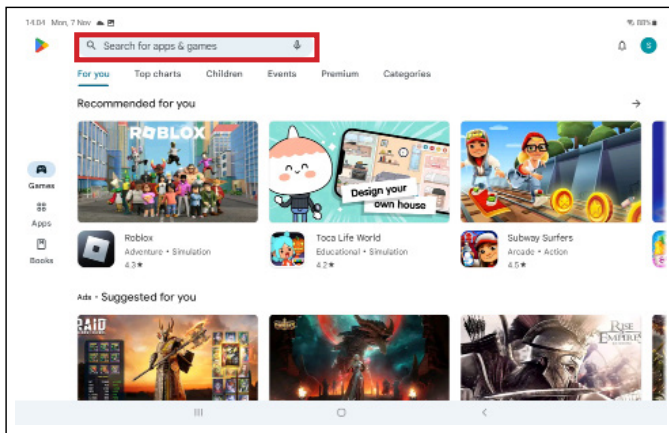 14:04 Mon, 7 Nov
Search for apps & games
S
For you Top charts Children Events Premium Categories
Recommended for you
ROBLOX
Design your
own house
Games
Apps
Books
Roblox
Adventure • Simulation
4.3★
Toca Life World
Educational • Simulation
4.2★
Subway Surfers
Arcade • Action
4.5★
Ads • Suggested for you
RAID
RISE
EMPIRES